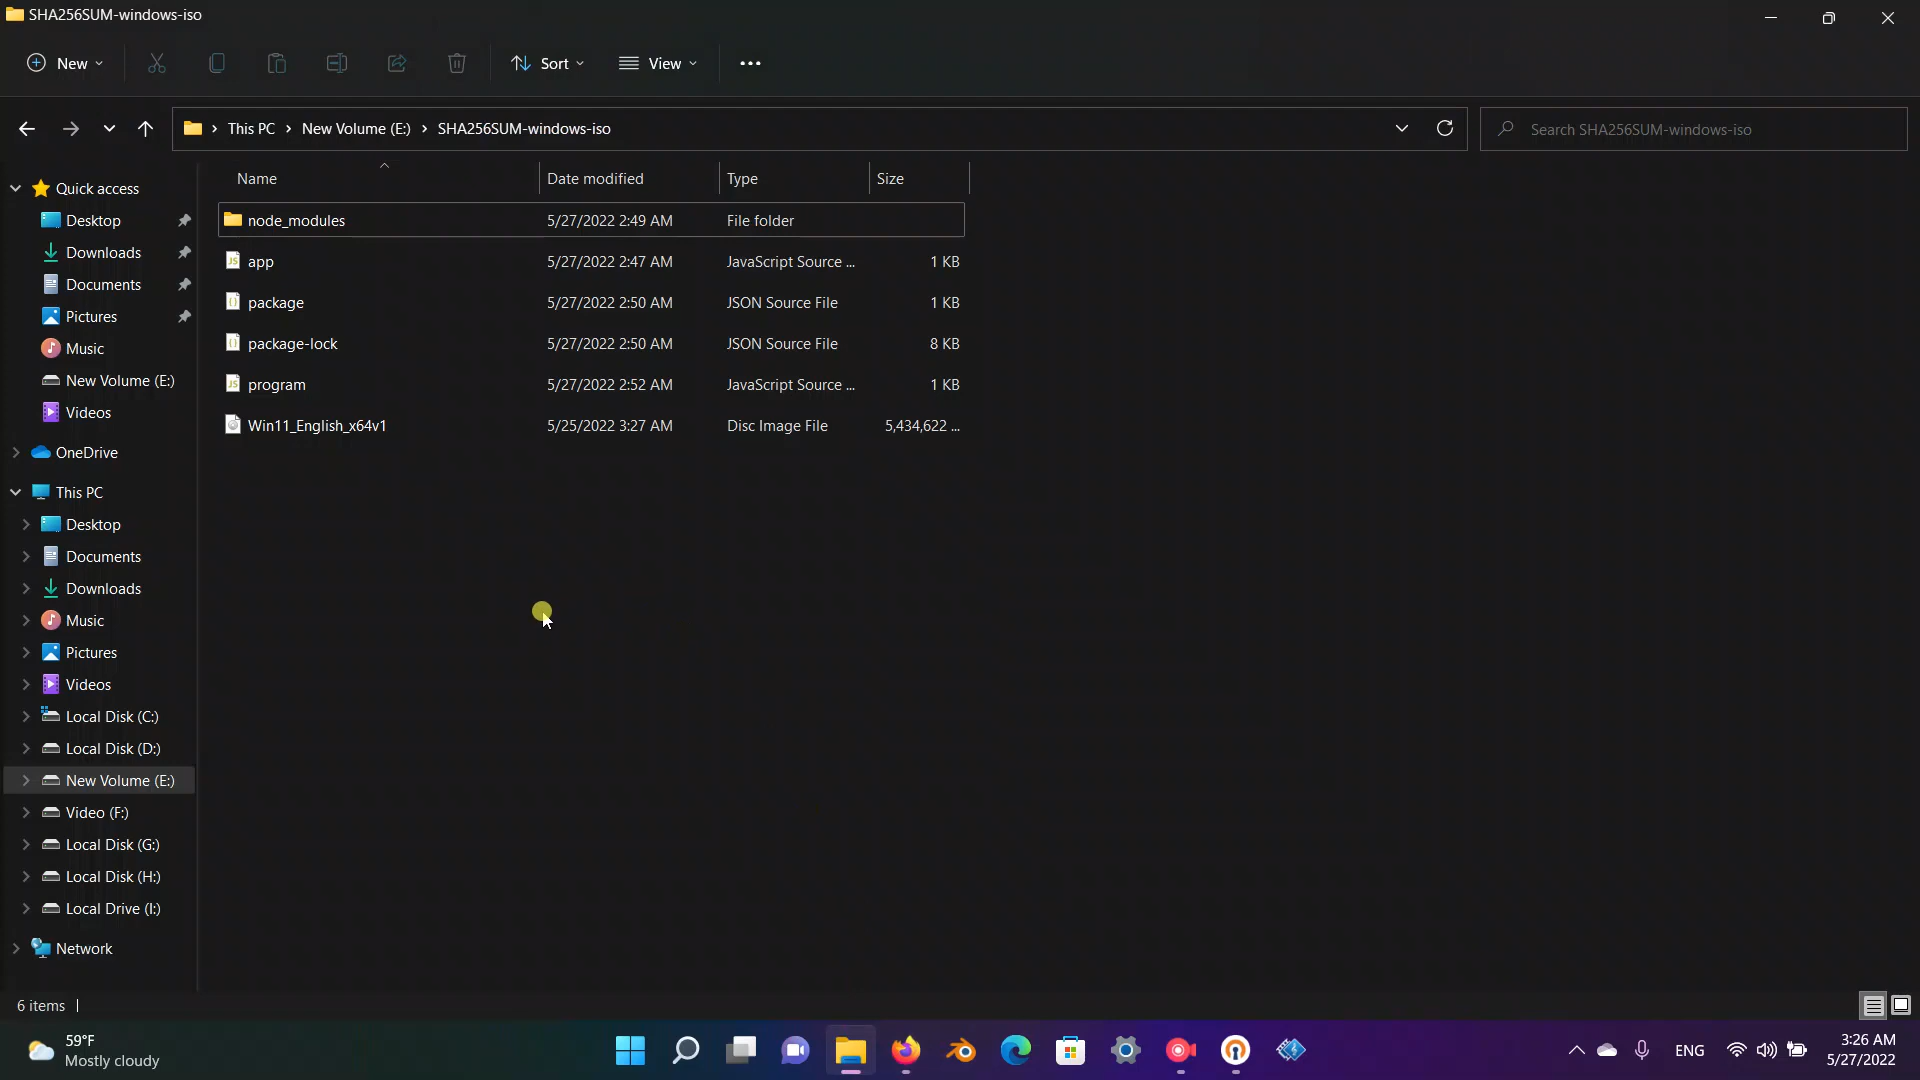 SHA256SUM-windows-iso
New
Sort
View
This PC
New Volume (E:)
SHA256SUM-windows-iso
Search SHA256SUM-windows-iso
Name
Date modified
Type
Size
node_modules
5/27/2022 2:49 AM
File folder
app
5/27/2022 2:47 AM
JavaScript Source ...
1 KB
package
5/27/2022 2:50 AM
JSON Source File
1 KB
package-lock
5/27/2022 2:50 AM
JSON Source File
8 KB
program
5/27/2022 2:52 AM
JavaScript Source ...
1 KB
Win11_English_x64v1
5/25/2022 3:27 AM
Disc Image File
5,434,622 ...
Quick access
Desktop
Downloads
Documents
Pictures
Music
New Volume (E:)
Videos
OneDrive
This PC
Desktop
Documents
Downloads
Music
Pictures
Videos
Local Disk (C:)
Local Disk (D:)
New Volume (E:)
Video (F:)
Local Disk (G:)
Local Disk (H:)
Local Drive (I:)
Network
6 items
59°F
Mostly cloudy
ENG
3:26 AM
5/27/2022